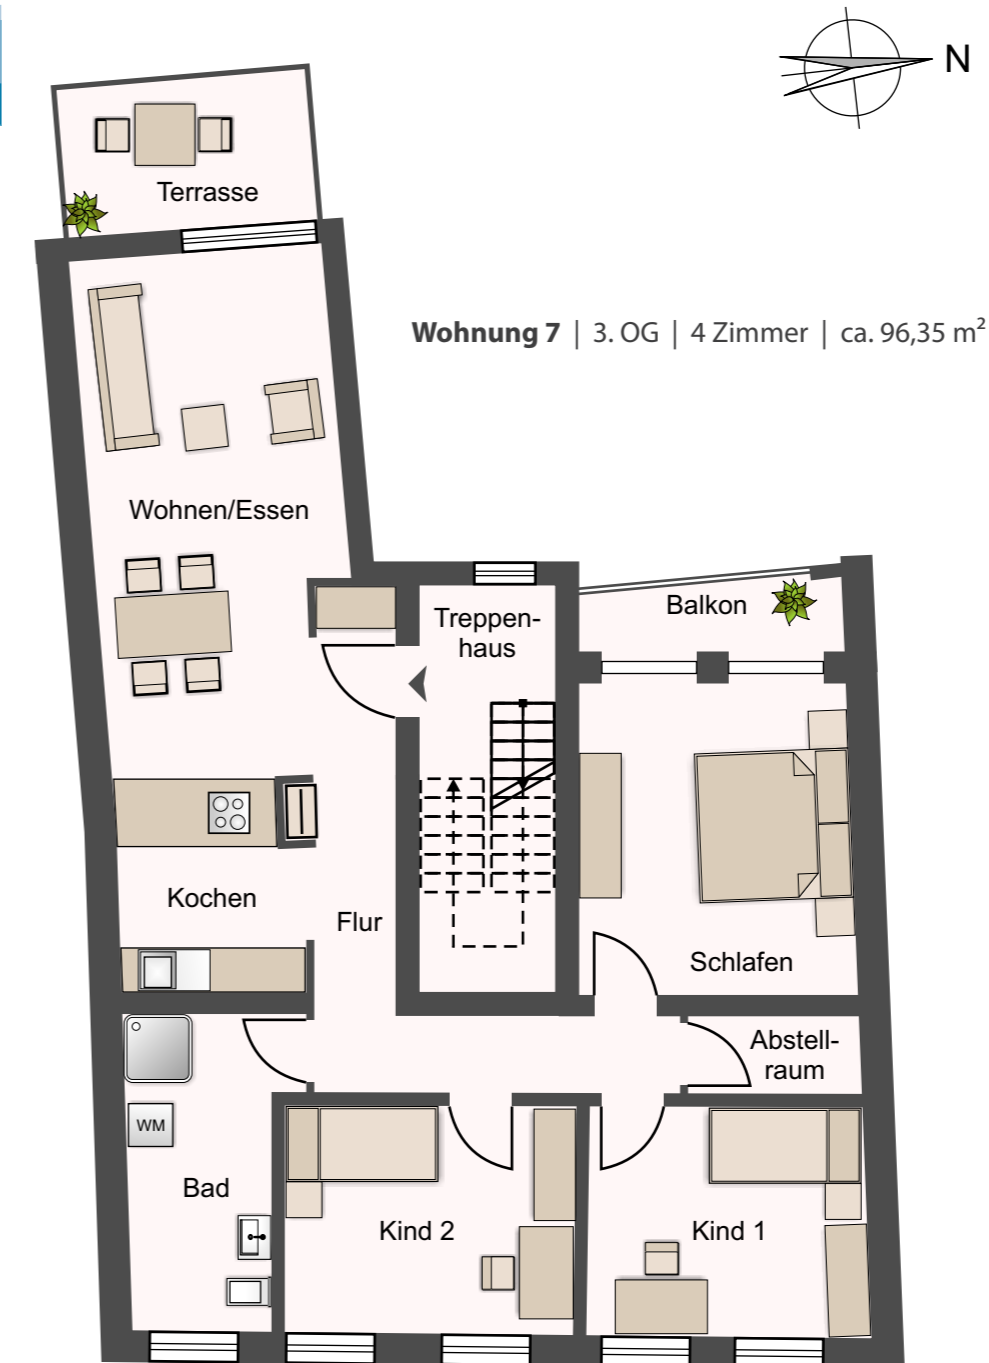 N
Terrasse
Wohnung 7 | 3. OG | 4 Zimmer | ca. 96,35 m²
Wohnen/Essen
Treppen-
haus
Balkon
Kochen
Flur
Schlafen
Abstell-
raum
WM
Bad
Kind 2
Kind 1